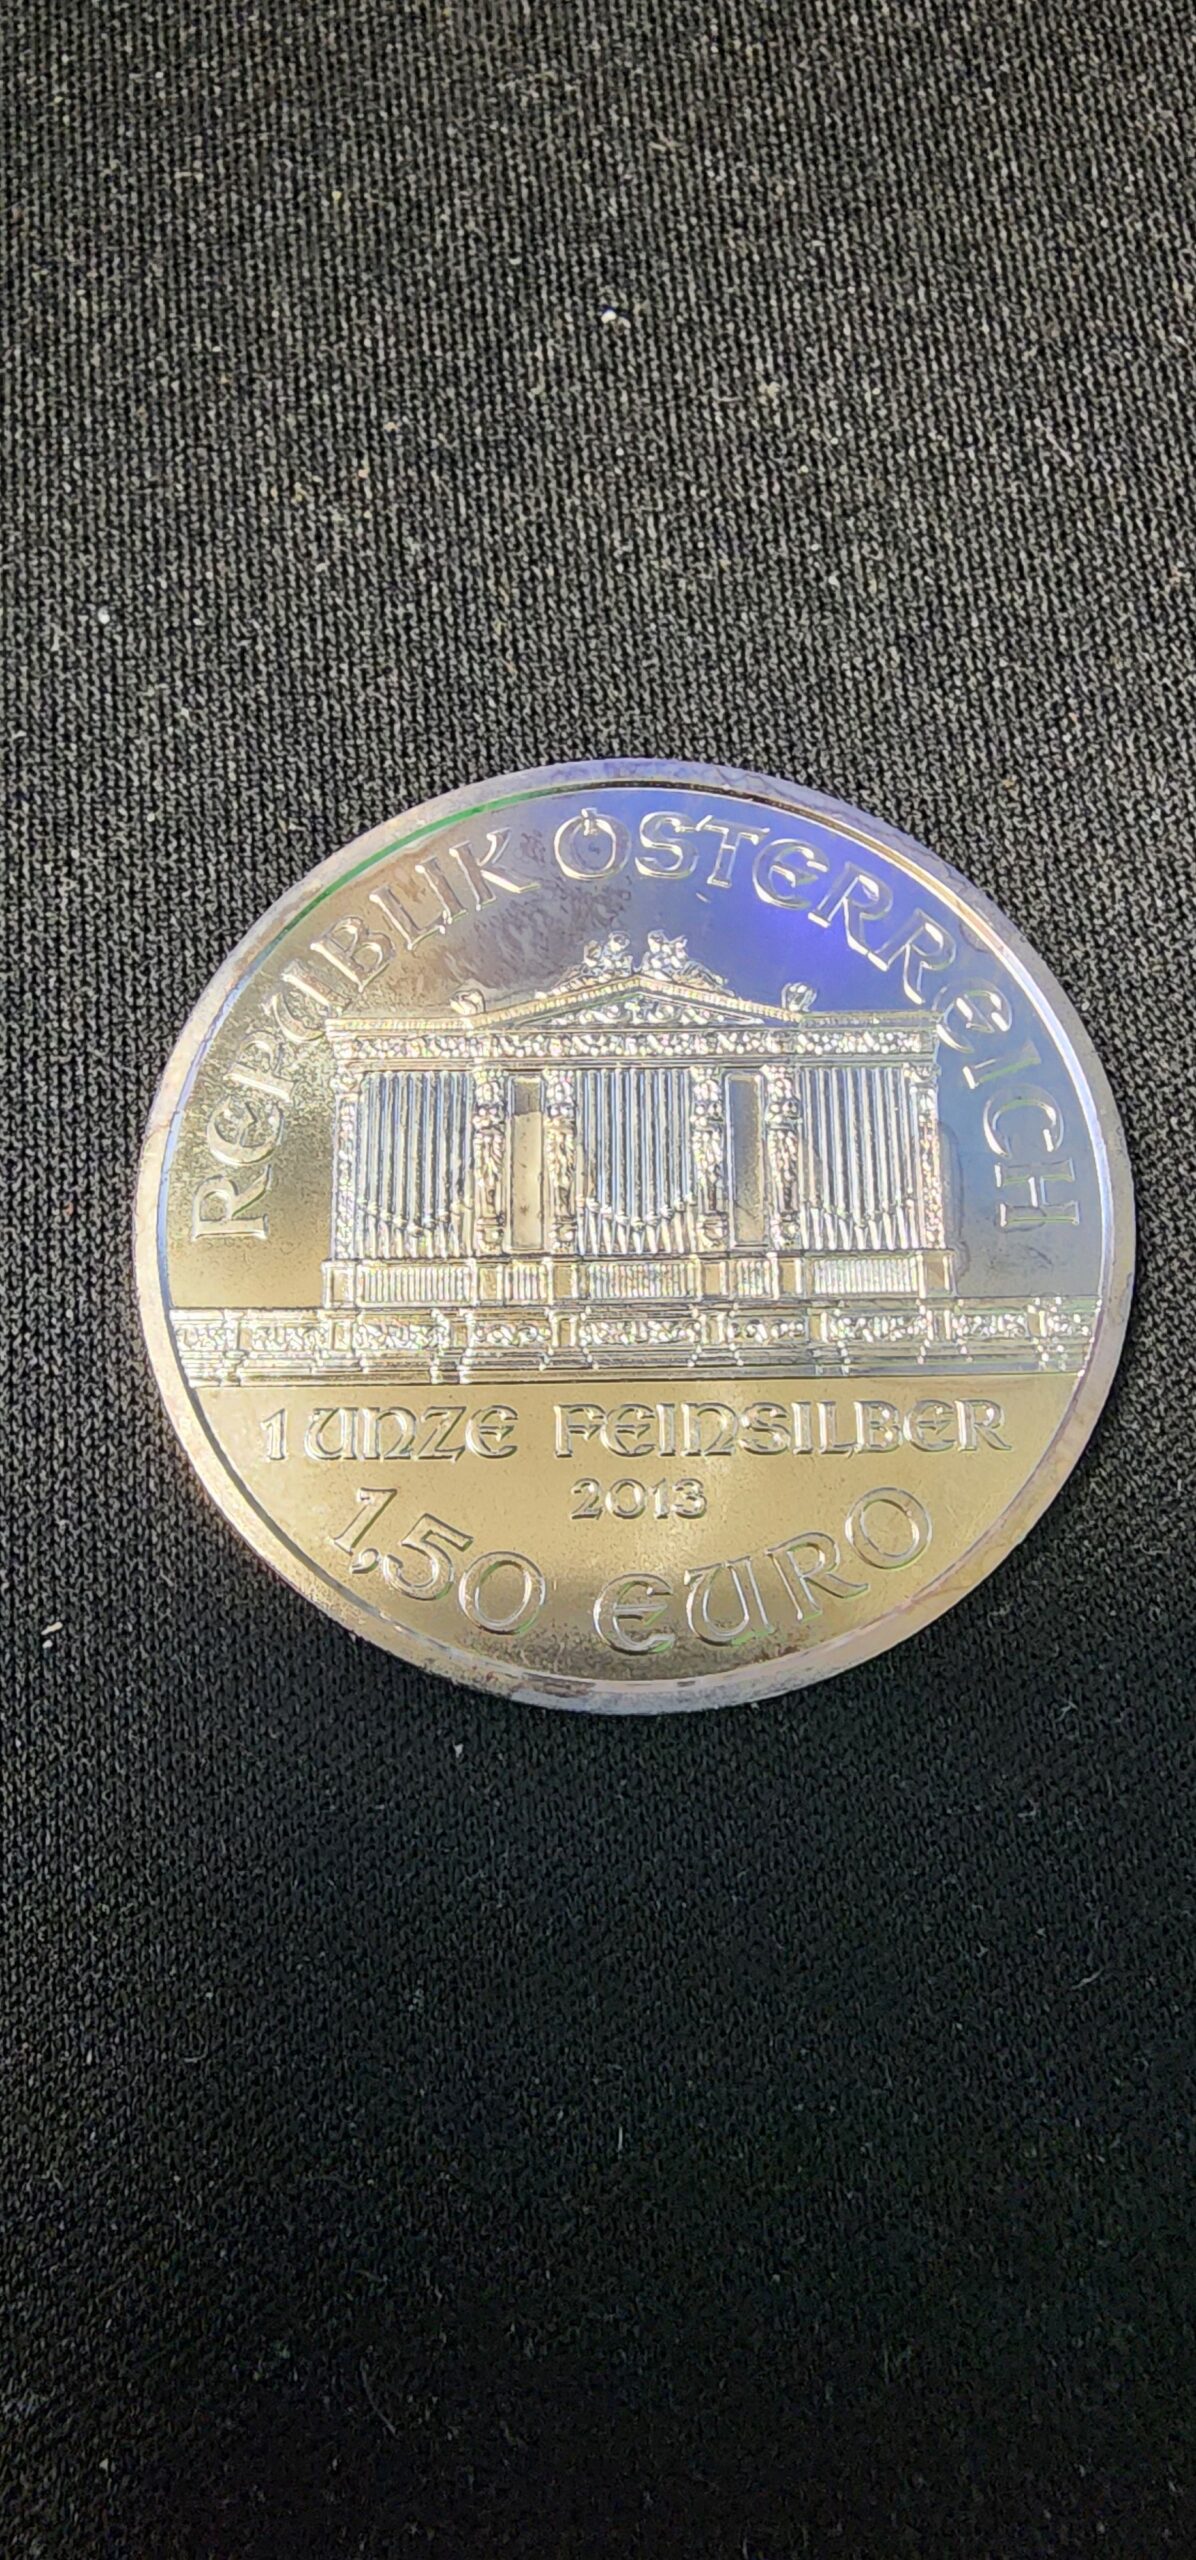 REPUBLIK ÖSTERREICH
1 UNZE FEINSILBER
2013
1,50 EURO